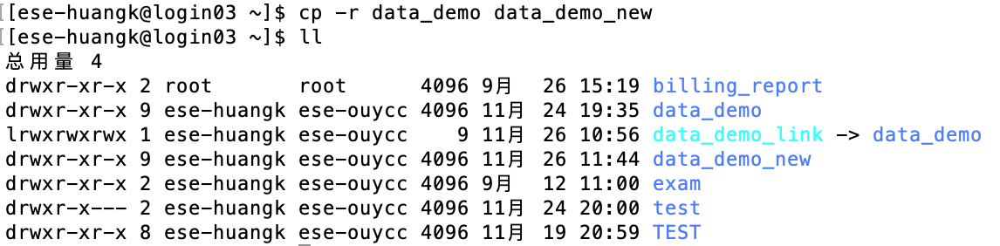 [[ese-huangk@login03 ~]$ cp -r data_demo data_demo_new
[[ese-huangk@login03 ~]$ ll
总用量 4
drwxr-xr-x 2 root       root       4096 9月  26 15:19 billing_report
drwxr-xr-x 9 ese-huangk ese-ouycc 4096 11月 24 19:35 data_demo
lrwxrwxrwx 1 ese-huangk ese-ouycc    9 11月 26 10:56 data_demo_link -> data_demo
drwxr-xr-x 9 ese-huangk ese-ouycc 4096 11月 26 11:44 data_demo_new
drwxr-xr-x 2 ese-huangk ese-ouycc 4096 9月  12 11:00 exam
drwxr-x--- 2 ese-huangk ese-ouycc 4096 11月 24 20:00 test
drwxr-xr-x 8 ese-huangk ese-ouycc 4096 11月 19 20:59 TEST